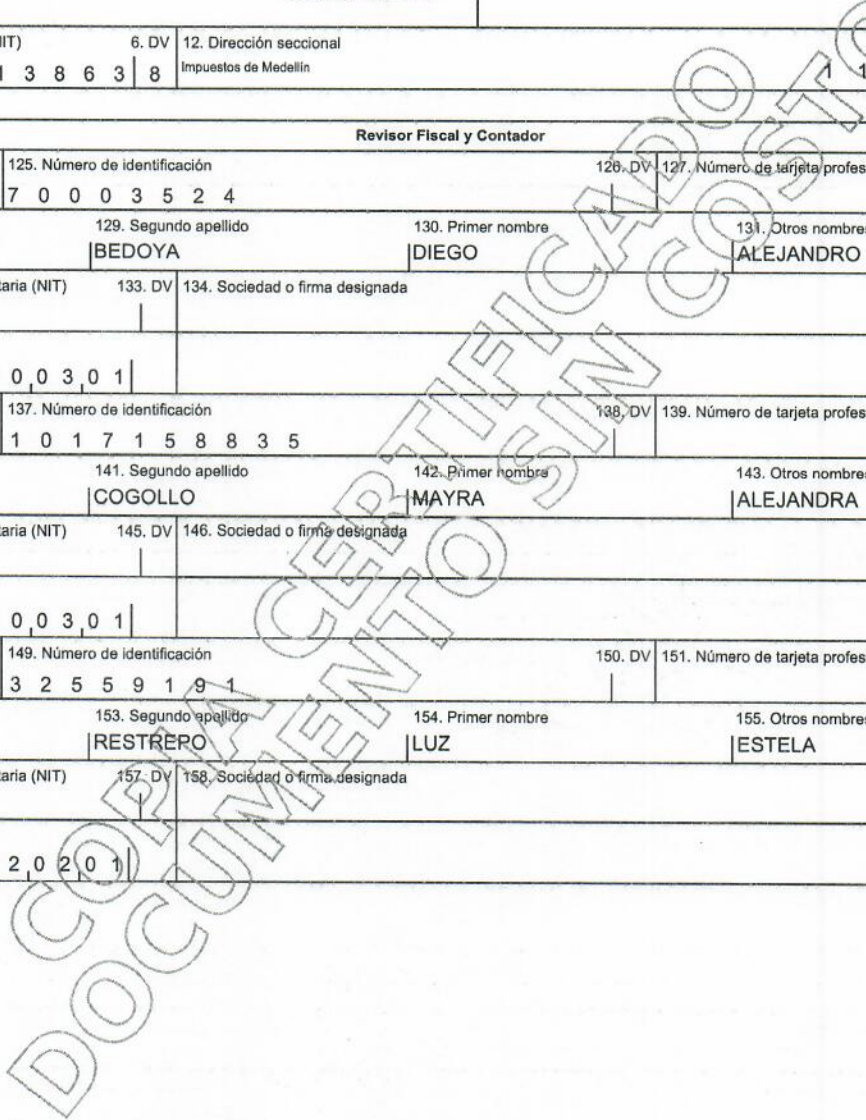 IIT) 6. DV 12. Dirección seccional
1 3 8 6 3 8 Impuestos de Medellín 1 1
Revisor Fiscal y Contador
125. Número de identificación 126. DV 127. Número de tarjeta profes
7 0 0 0 3 5 2 4
129. Segundo apellido 130. Primer nombre 131. Otros nombres
BEDOYA DIEGO ALEJANDRO
taria (NIT) 133. DV 134. Sociedad o firma designada
0 0 3 0 1
137. Número de identificación 138. DV 139. Número de tarjeta profes
1 0 1 7 1 5 8 8 3 5
141. Segundo apellido 142. Primer nombre 143. Otros nombres
COGOLLO MAYRA ALEJANDRA
taria (NIT) 145. DV 146. Sociedad o firma designada
0 0 3 0 1
149. Número de identificación 150. DV 151. Número de tarjeta profes
3 2 5 5 9 1 9 1
153. Segundo apellido 154. Primer nombre 155. Otros nombres
RESTREPO LUZ ESTELA
taria (NIT) 157. DV 158. Sociedad o firma designada
2 0 2 0 1
COPIA CERTIFICADO
DOCUMENTO SIN COSTO